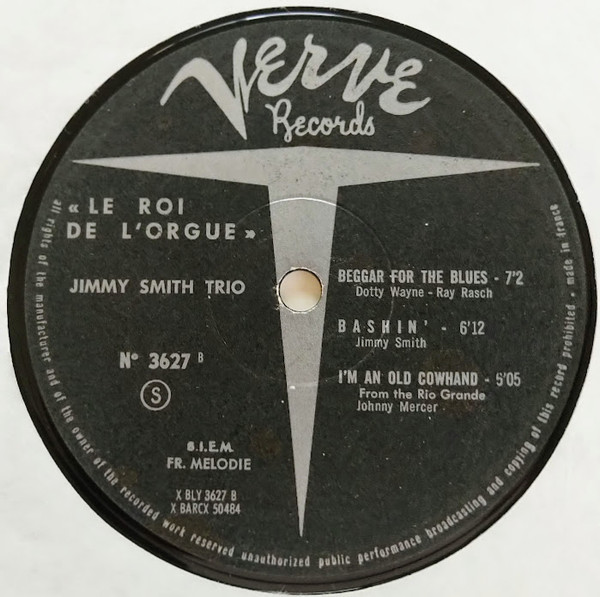 Verve
Records
« LE ROI
DE L'ORGUE »
JIMMY SMITH TRIO
N° 3627 B
S
S.I.E.M.
FR. MELODIE
X BLY 3627 B
X BARCX 50484
BEGGAR FOR THE BLUES - 7'2
Dotty Wayne - Ray Rasch
BASHIN' - 6'12
Jimmy Smith
I'M AN OLD COWHAND - 5'05
From the Rio Grande
Johnny Mercer
all rights of the manufacturer and of the owner of the recorded work reserved unauthorized public performance broadcasting and copying of this record prohibited - made in france